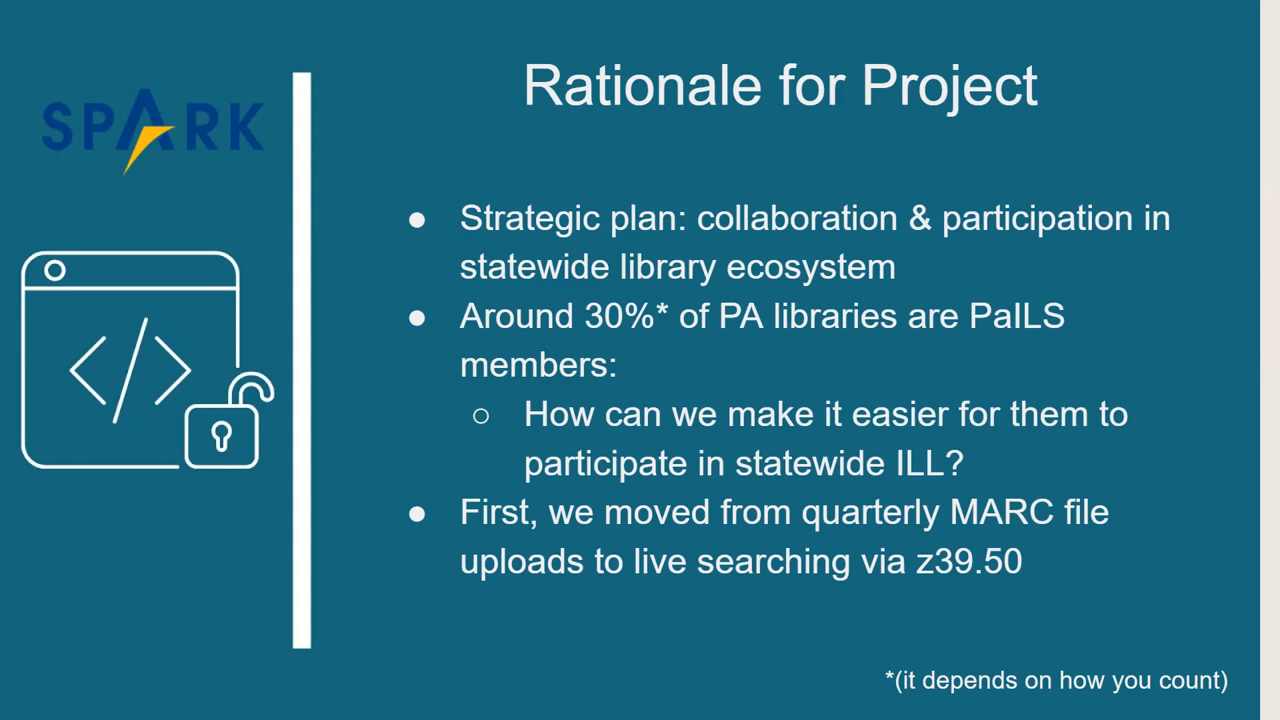 SPARK
Rationale for Project
● Strategic plan: collaboration & participation in
statewide library ecosystem
● Around 30%* of PA libraries are PaILS
members:
○ How can we make it easier for them to
participate in statewide ILL?
● First, we moved from quarterly MARC file
uploads to live searching via z39.50
*(it depends on how you count)